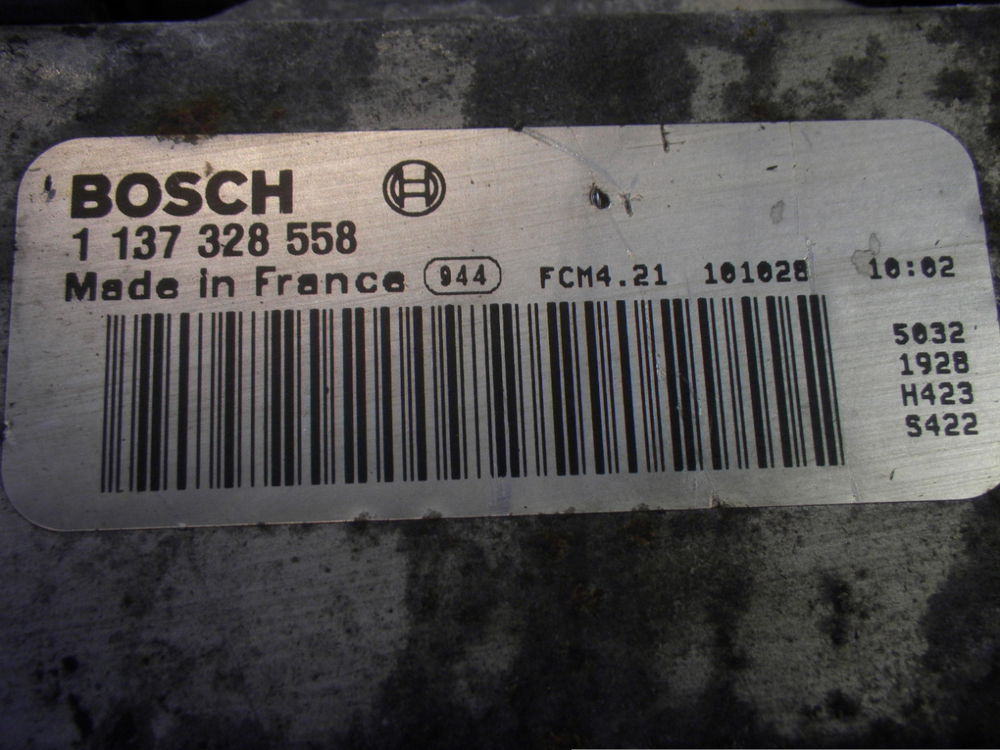 BOSCH
1 137 328 558
Made in France 944 FCM4.21 101028 10:02
5032
1928
H423
S422